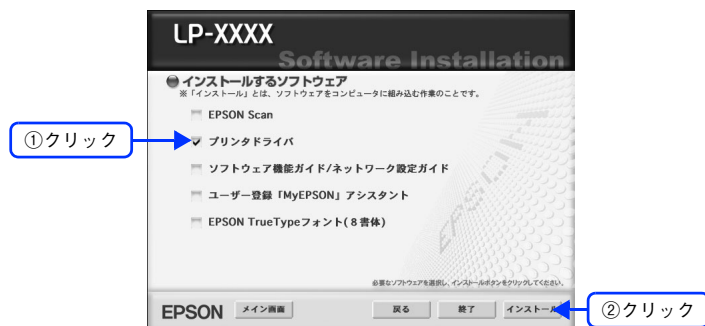 LP-XXXX
Software Installation
インストールするソフトウェア
※「インストール」とは、ソフトウェアをコンピュータに組み込む作業のことです。
EPSON Scan
①クリック
プリンタドライバ
ソフトウェア機能ガイド/ネットワーク設定ガイド
ユーザー登録「MyEPSON」アシスタント
EPSON TrueTypeフォント(8書体)
EPSON
必要なソフトウェアを選択し、インストールボタンをクリックしてください。
EPSON
メイン画面
戻る
終了
インストール
②クリック